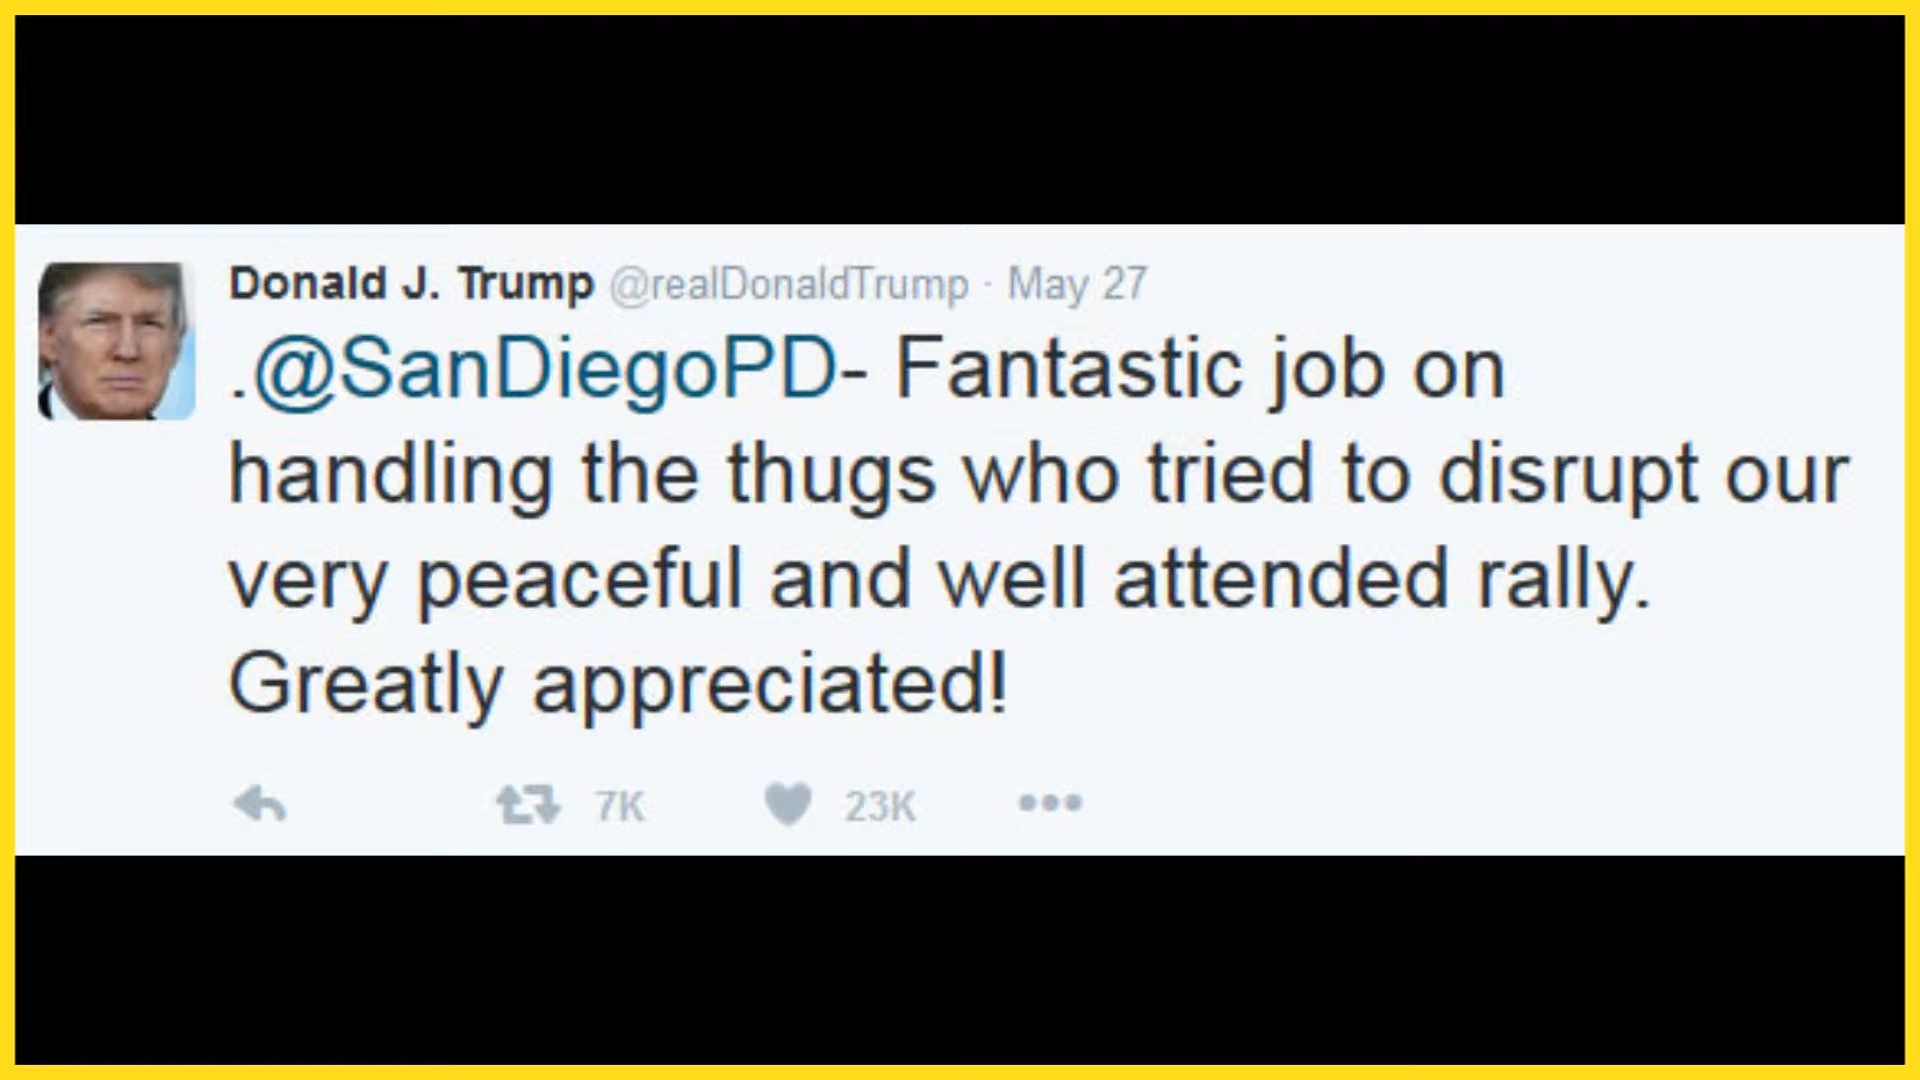 Donald J. Trump @realDonaldTrump · May 27
.@SanDiegoPD- Fantastic job on
handling the thugs who tried to disrupt our
very peaceful and well attended rally.
Greatly appreciated!
7K 23K